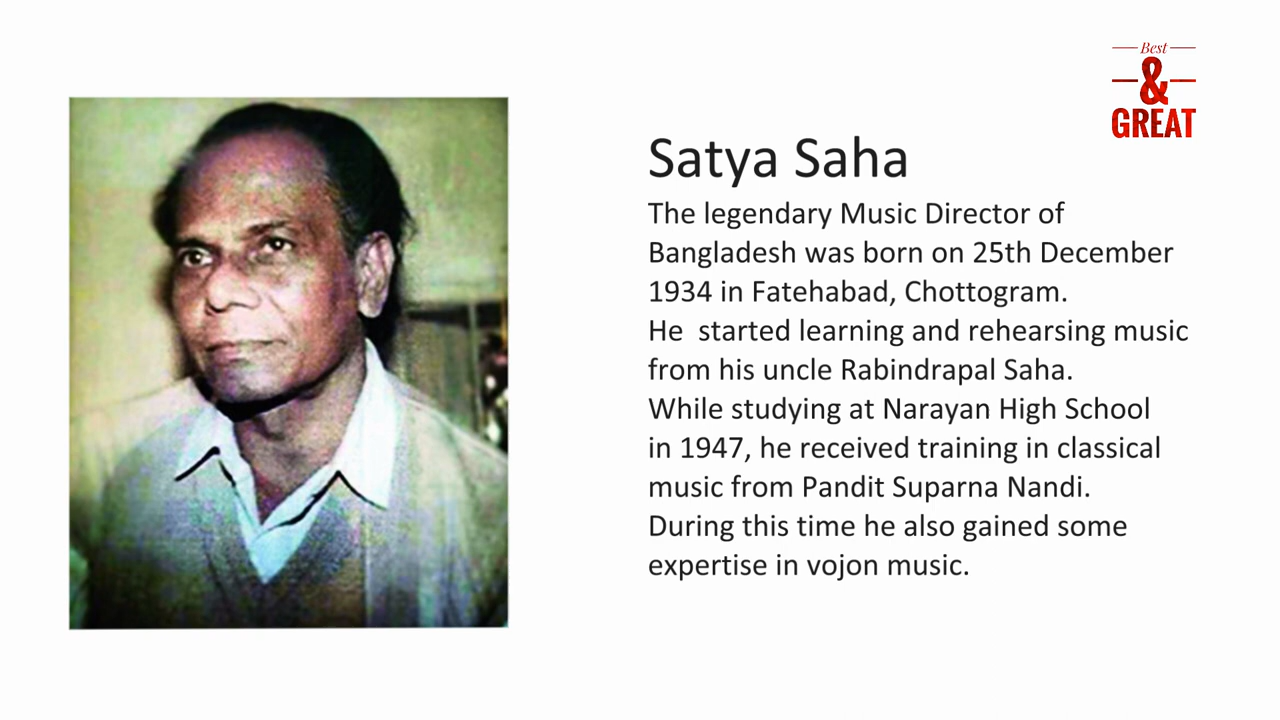 Best
&
GREAT
Satya Saha
The legendary Music Director of
Bangladesh was born on 25th December
1934 in Fatehabad, Chottogram.
He  started learning and rehearsing music
from his uncle Rabindrapal Saha.
While studying at Narayan High School
in 1947, he received training in classical
music from Pandit Suparna Nandi.
During this time he also gained some
expertise in vojon music.